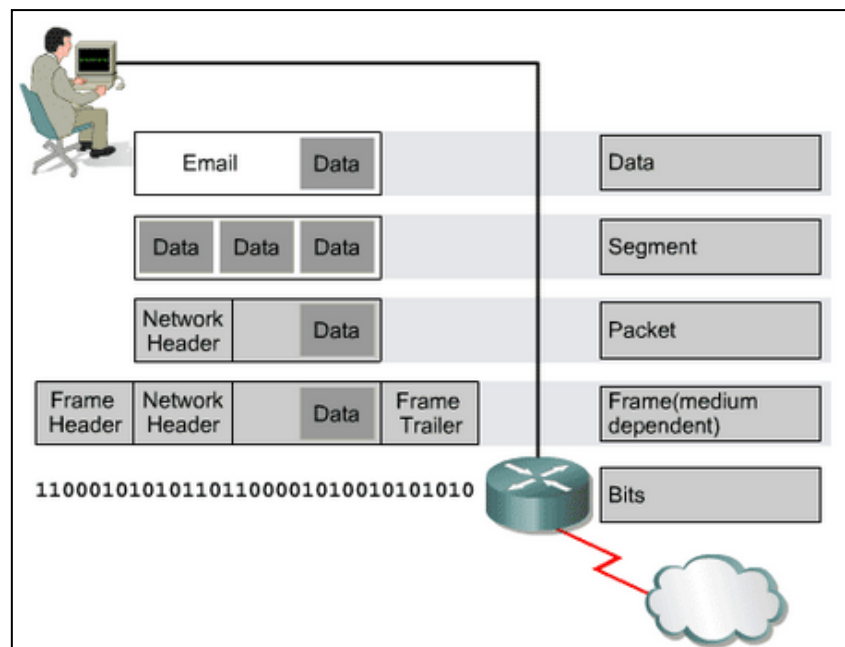 Email Data
Data
Data Data Data
Segment
Network
Header
Data
Packet
Frame
Header
Network
Header
Data
Frame
Trailer
Frame(medium
dependent)
110001010101101100001010010101010
Bits